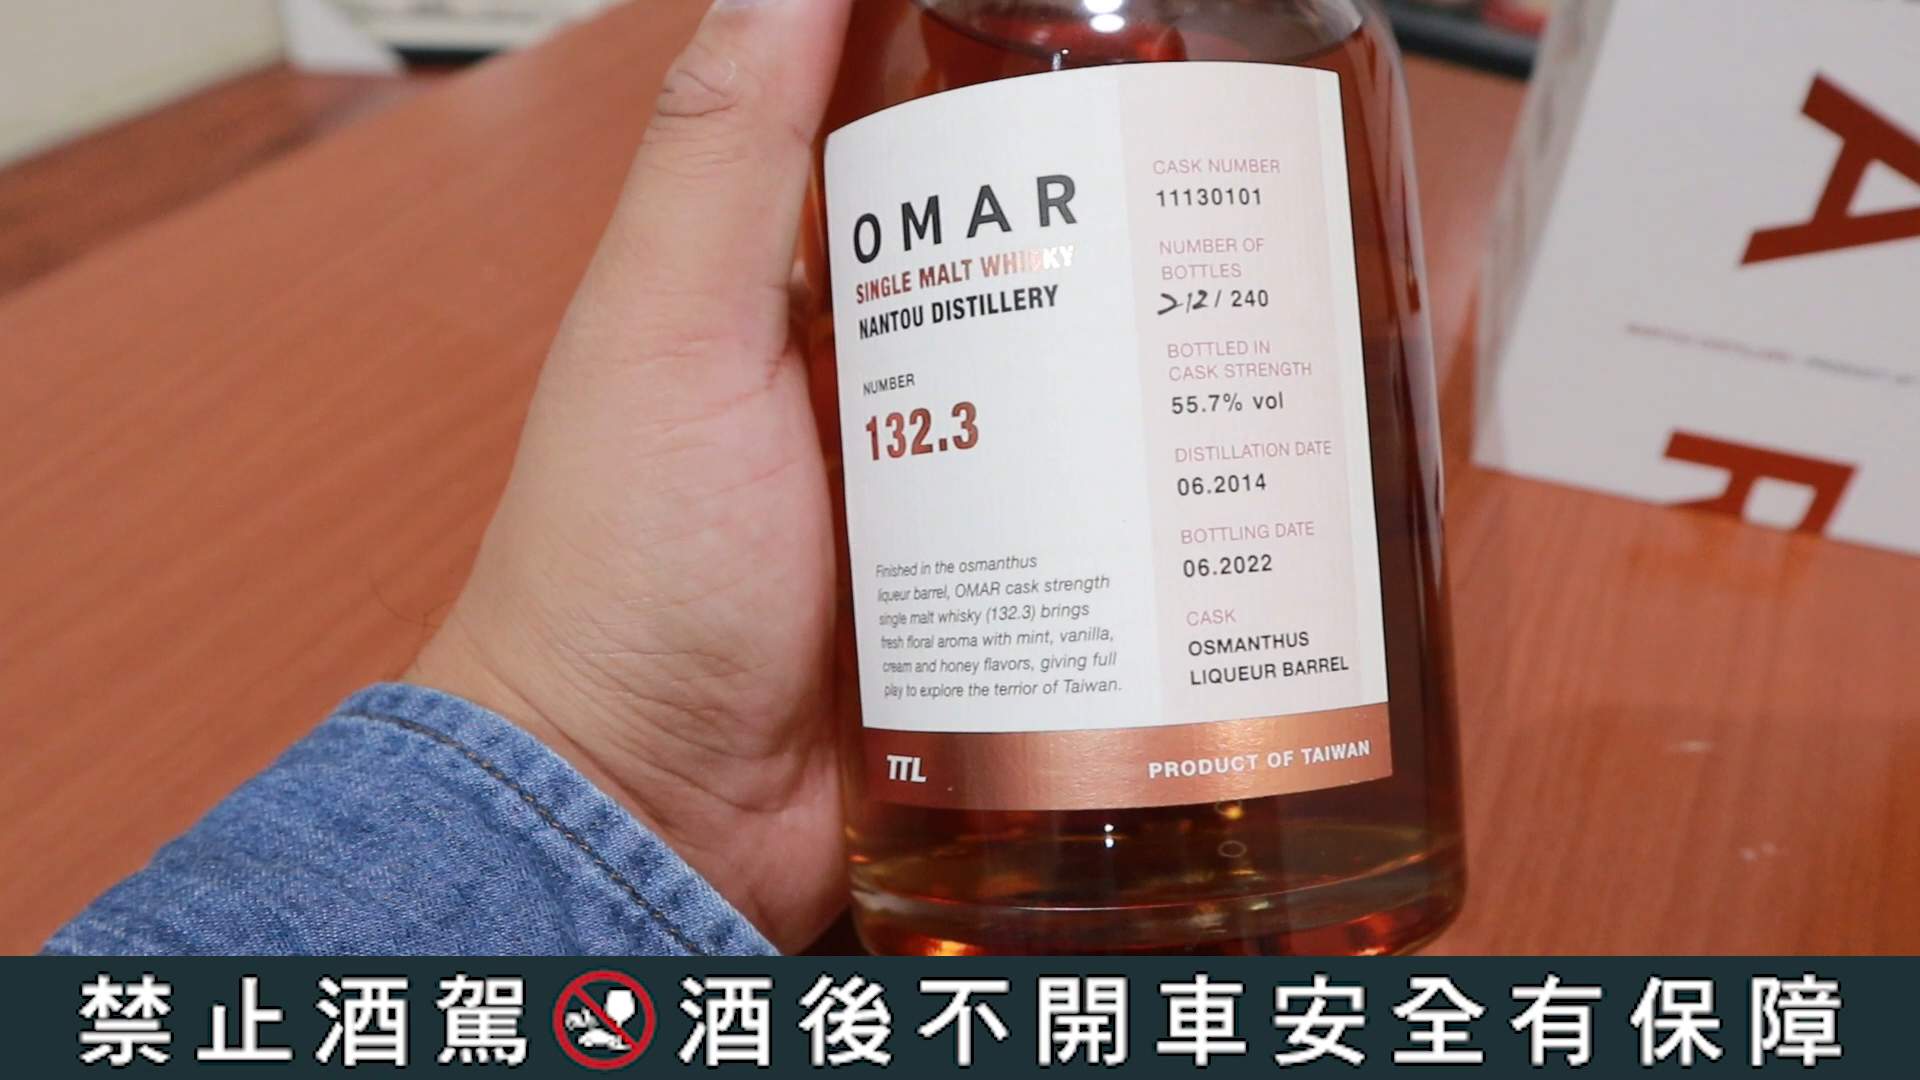 OMAR
SINGLE MALT WHISKY
NANTOU DISTILLERY
NUMBER
132.3
Finished in the osmanthus
liqueur barrel, OMAR cask strength
single malt whisky (132.3) brings
fresh floral aroma with mint, vanilla,
cream and honey flavors, giving full
play to explore the terrior of Taiwan.
CASK NUMBER
11130101
NUMBER OF
BOTTLES
212 / 240
BOTTLED IN
CASK STRENGTH
55.7% vol
DISTILLATION DATE
06.2014
BOTTLING DATE
06.2022
CASK
OSMANTHUS
LIQUEUR BARREL
TTL
PRODUCT OF TAIWAN
A
R
禁止酒駕 酒後不開車安全有保障